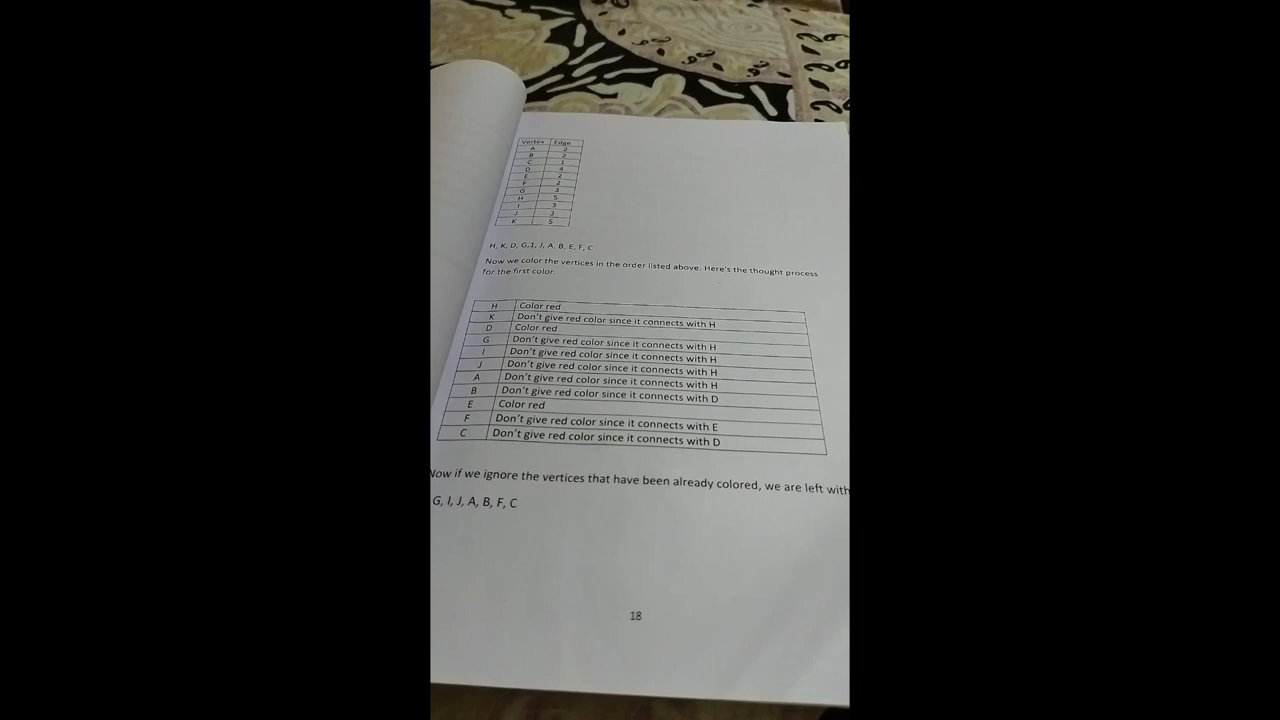 Vertex Edge
A 2
B 2
C 1
D 4
E 2
F 2
G 3
H 5
I 3
J 3
K 5
H, K, D, G,1, J, A, B, E, F, C
Now we color the vertices in the order listed above. Here's the thought process
for the first color.
H Color red
K Don't give red color since it connects with H
D Color red
G Don't give red color since it connects with H
I Don't give red color since it connects with H
J Don't give red color since it connects with H
A Don't give red color since it connects with H
B Don't give red color since it connects with D
E Color red
F Don't give red color since it connects with E
C Don't give red color since it connects with D
Now if we ignore the vertices that have been already colored, we are left with
G, I, J, A, B, F, C
18